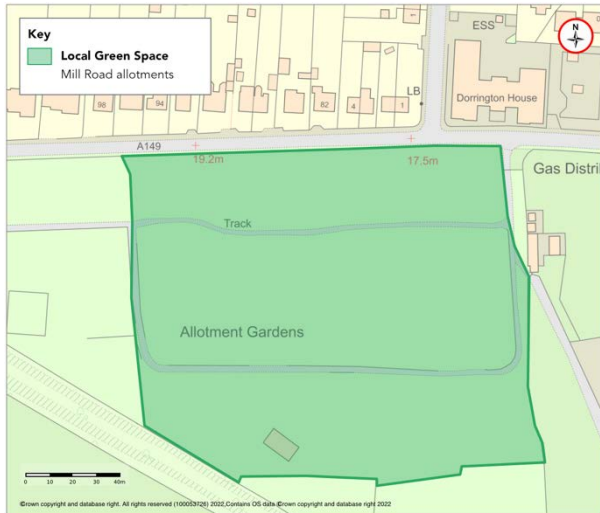 Key
Local Green Space
Mill Road allotments
N
ESS
LB
Dorrington House
98
94
82
4
1
A149
19.2m
17.5m
Gas Distri
Track
Allotment Gardens
0 10 20 30 40m
©rown copyright and database right. All rights reserved (100053726) 2022 Contains OS data ©rown copyright and database right 2022